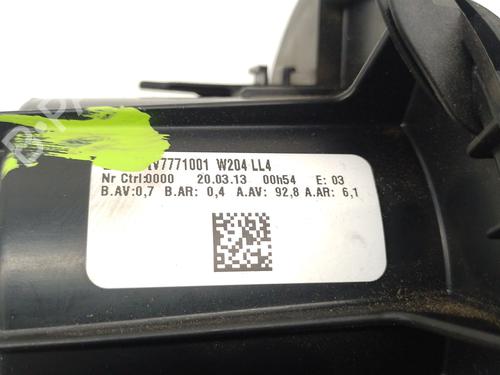 V7771001 W204 LL4
Nr Ctrl:0000 20.03.13 00h54 E: 03
B.AV:0,7 B.AR: 0,4 A.AV: 92,8 A.AR: 6,1